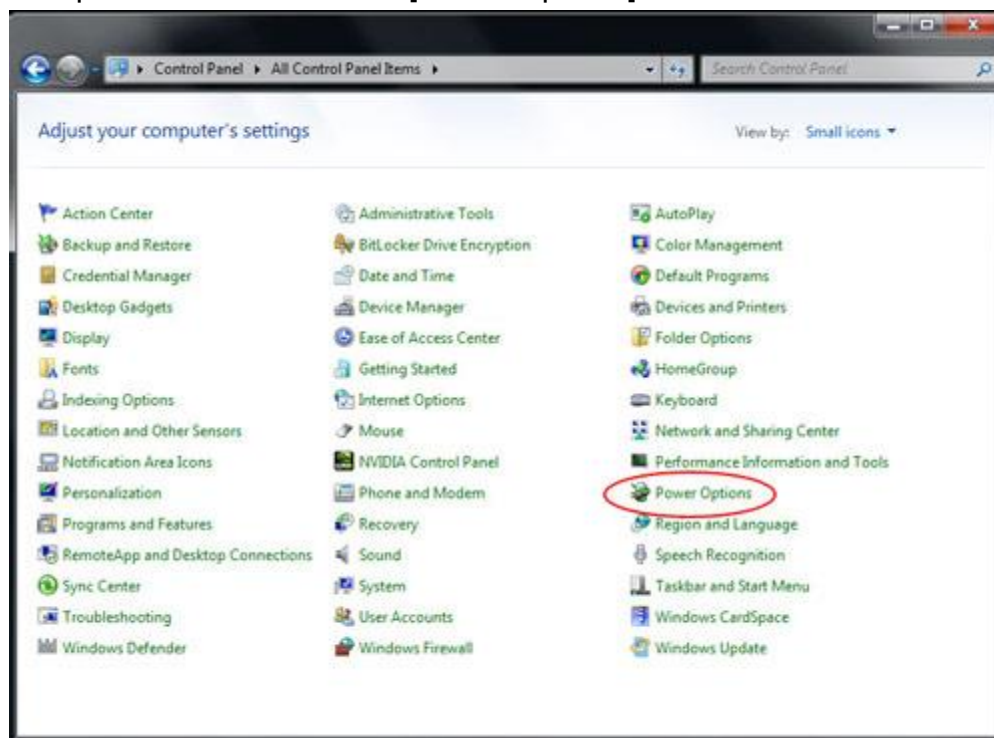 Control Panel ▸ All Control Panel Items ▸
Search Control Panel
Adjust your computer's settings
View by: Small icons
Action Center
Administrative Tools
AutoPlay
Backup and Restore
BitLocker Drive Encryption
Color Management
Credential Manager
Date and Time
Default Programs
Desktop Gadgets
Device Manager
Devices and Printers
Display
Ease of Access Center
Folder Options
Fonts
Getting Started
HomeGroup
Indexing Options
Internet Options
Keyboard
Location and Other Sensors
Mouse
Network and Sharing Center
Notification Area Icons
NVIDIA Control Panel
Performance Information and Tools
Personalization
Phone and Modem
Power Options
Programs and Features
Recovery
Region and Language
RemoteApp and Desktop Connections
Sound
Speech Recognition
Sync Center
System
Taskbar and Start Menu
Troubleshooting
User Accounts
Windows CardSpace
Windows Defender
Windows Firewall
Windows Update